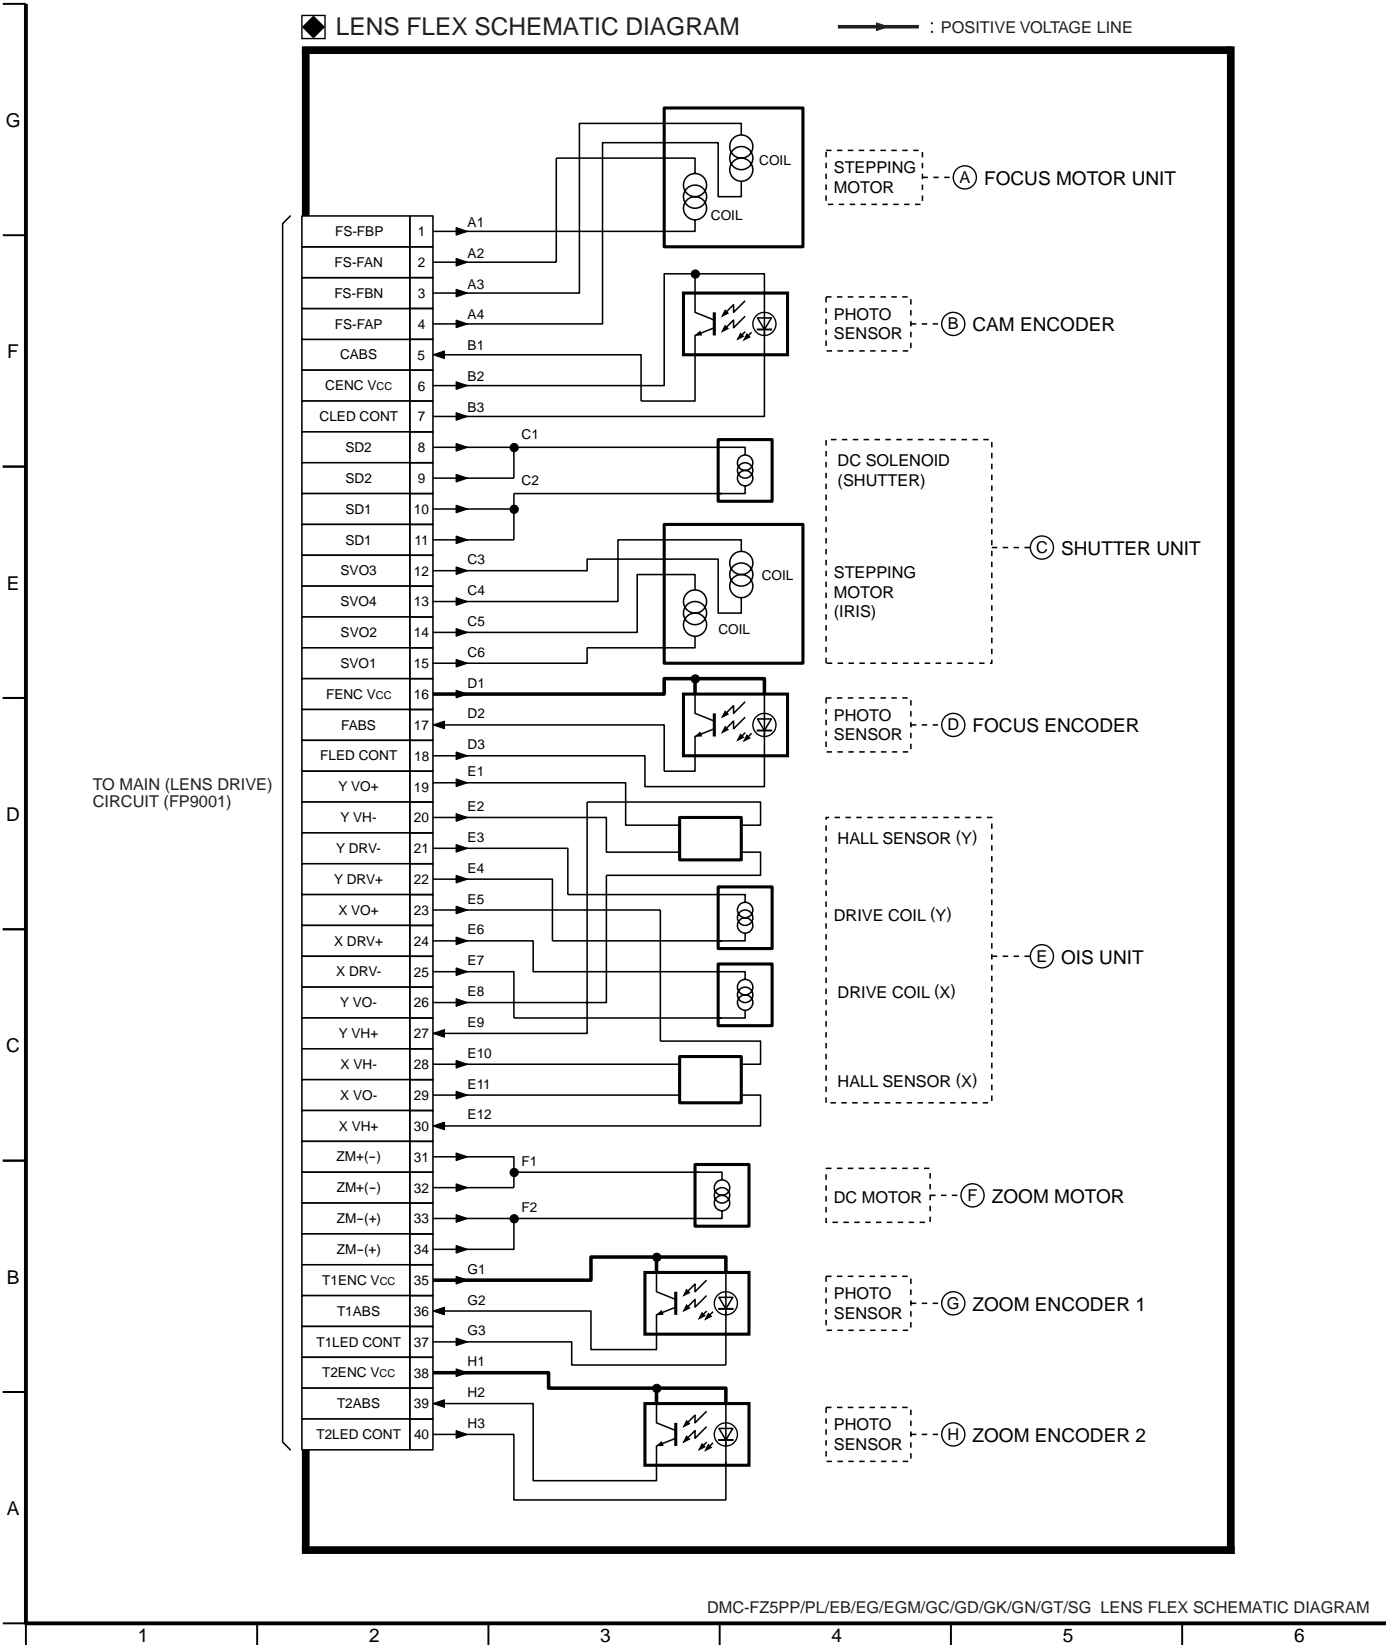 LENS FLEX SCHEMATIC DIAGRAM
: POSITIVE VOLTAGE LINE
G
F
E
D
C
B
A
TO MAIN (LENS DRIVE)
CIRCUIT (FP9001)
FS-FBP 1 A1
FS-FAN 2 A2
FS-FBN 3 A3
FS-FAP 4 A4
CABS 5 B1
CENC Vcc 6 B2
CLED CONT 7 B3
SD2 8 C1
SD2 9
SD1 10 C2
SD1 11
SVO3 12 C3
SVO4 13 C4
SVO2 14 C5
SVO1 15 C6
FENC Vcc 16 D1
FABS 17 D2
FLED CONT 18 D3
Y VO+ 19 E1
Y VH- 20 E2
Y DRV- 21 E3
Y DRV+ 22 E4
X VO+ 23 E5
X DRV+ 24 E6
X DRV- 25 E7
Y VO- 26 E8
Y VH+ 27 E9
X VH- 28 E10
X VO- 29 E11
X VH+ 30 E12
ZM+(−) 31 F1
ZM+(−) 32
ZM−(+) 33 F2
ZM−(+) 34
T1ENC Vcc 35 G1
T1ABS 36 G2
T1LED CONT 37 G3
T2ENC Vcc 38 H1
T2ABS 39 H2
T2LED CONT 40 H3
COIL
COIL
STEPPING
MOTOR
A FOCUS MOTOR UNIT
PHOTO
SENSOR
B CAM ENCODER
DC SOLENOID
(SHUTTER)
COIL
COIL
STEPPING
MOTOR
(IRIS)
C SHUTTER UNIT
PHOTO
SENSOR
D FOCUS ENCODER
HALL SENSOR (Y)
DRIVE COIL (Y)
DRIVE COIL (X)
HALL SENSOR (X)
E OIS UNIT
DC MOTOR
F ZOOM MOTOR
PHOTO
SENSOR
G ZOOM ENCODER 1
PHOTO
SENSOR
H ZOOM ENCODER 2
DMC-FZ5PP/PL/EB/EG/EGM/GC/GD/GK/GN/GT/SG LENS FLEX SCHEMATIC DIAGRAM
1 2 3 4 5 6